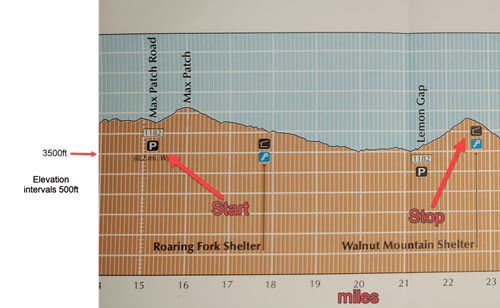 Max Patch Road
Max Patch
Lemon Gap
1182
P
(0.2 mi. W)
3500ft
1182
P
Elevation
intervals 500ft
Start
Stop
Roaring Fork Shelter
Walnut Mountain Shelter
15 16 17 18 19 20 21 22 23
miles